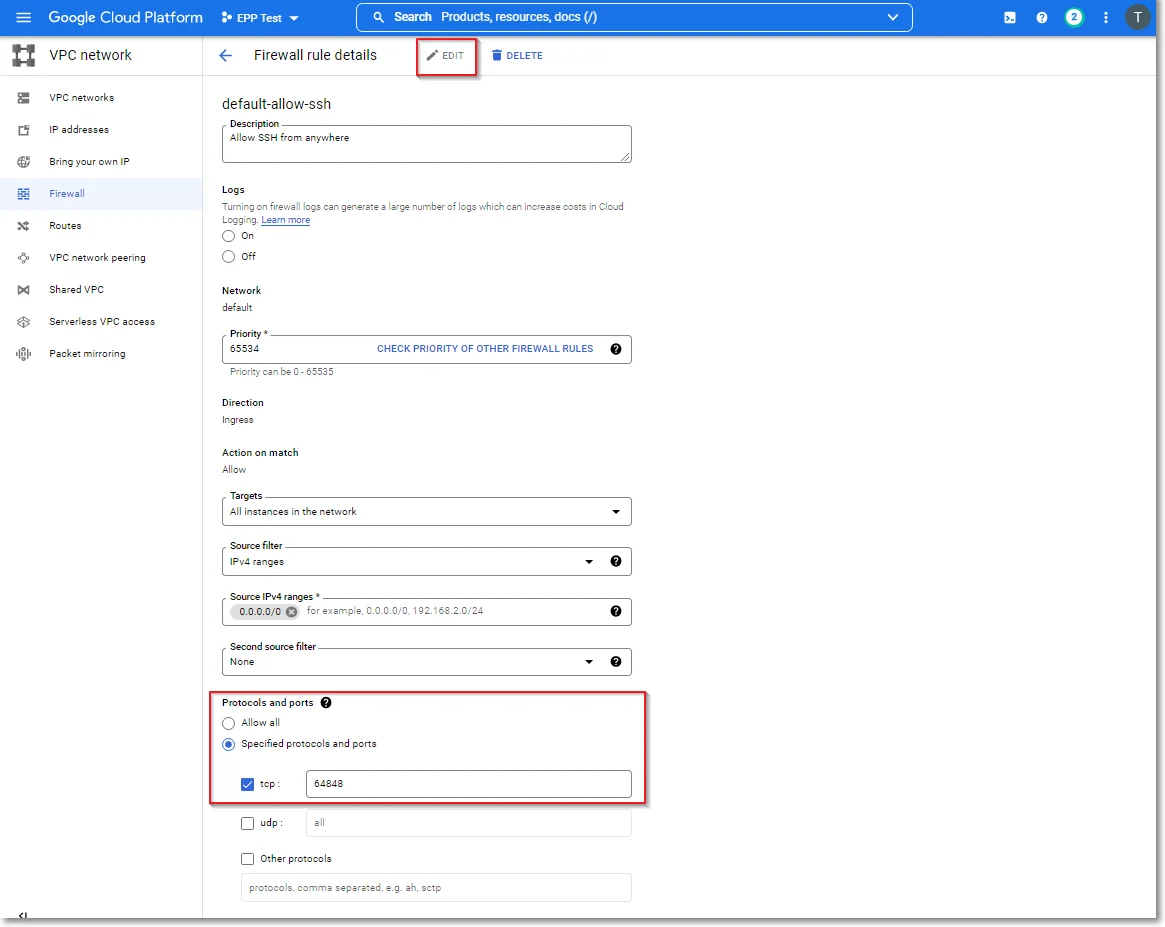 Google Cloud Platform EPP Test Search Products, resources, docs (/) 2 T
VPC network
Firewall rule details EDIT DELETE
VPC networks
IP addresses
Bring your own IP
Firewall
Routes
VPC network peering
Shared VPC
Serverless VPC access
Packet mirroring
default-allow-ssh
Description
Allow SSH from anywhere
Logs
Turning on firewall logs can generate a large number of logs which can increase costs in Cloud
Logging. Learn more
On
Off
Network
default
Priority *
65534 CHECK PRIORITY OF OTHER FIREWALL RULES
Priority can be 0 - 65535
Direction
Ingress
Action on match
Allow
Targets
All instances in the network
Source filter
IPv4 ranges
Source IPv4 ranges *
0.0.0.0/0 for example, 0.0.0.0/0, 192.168.2.0/24
Second source filter
None
Protocols and ports
Allow all
Specified protocols and ports
tcp : 64848
udp : all
Other protocols
protocols, comma separated, e.g. ah, sctp